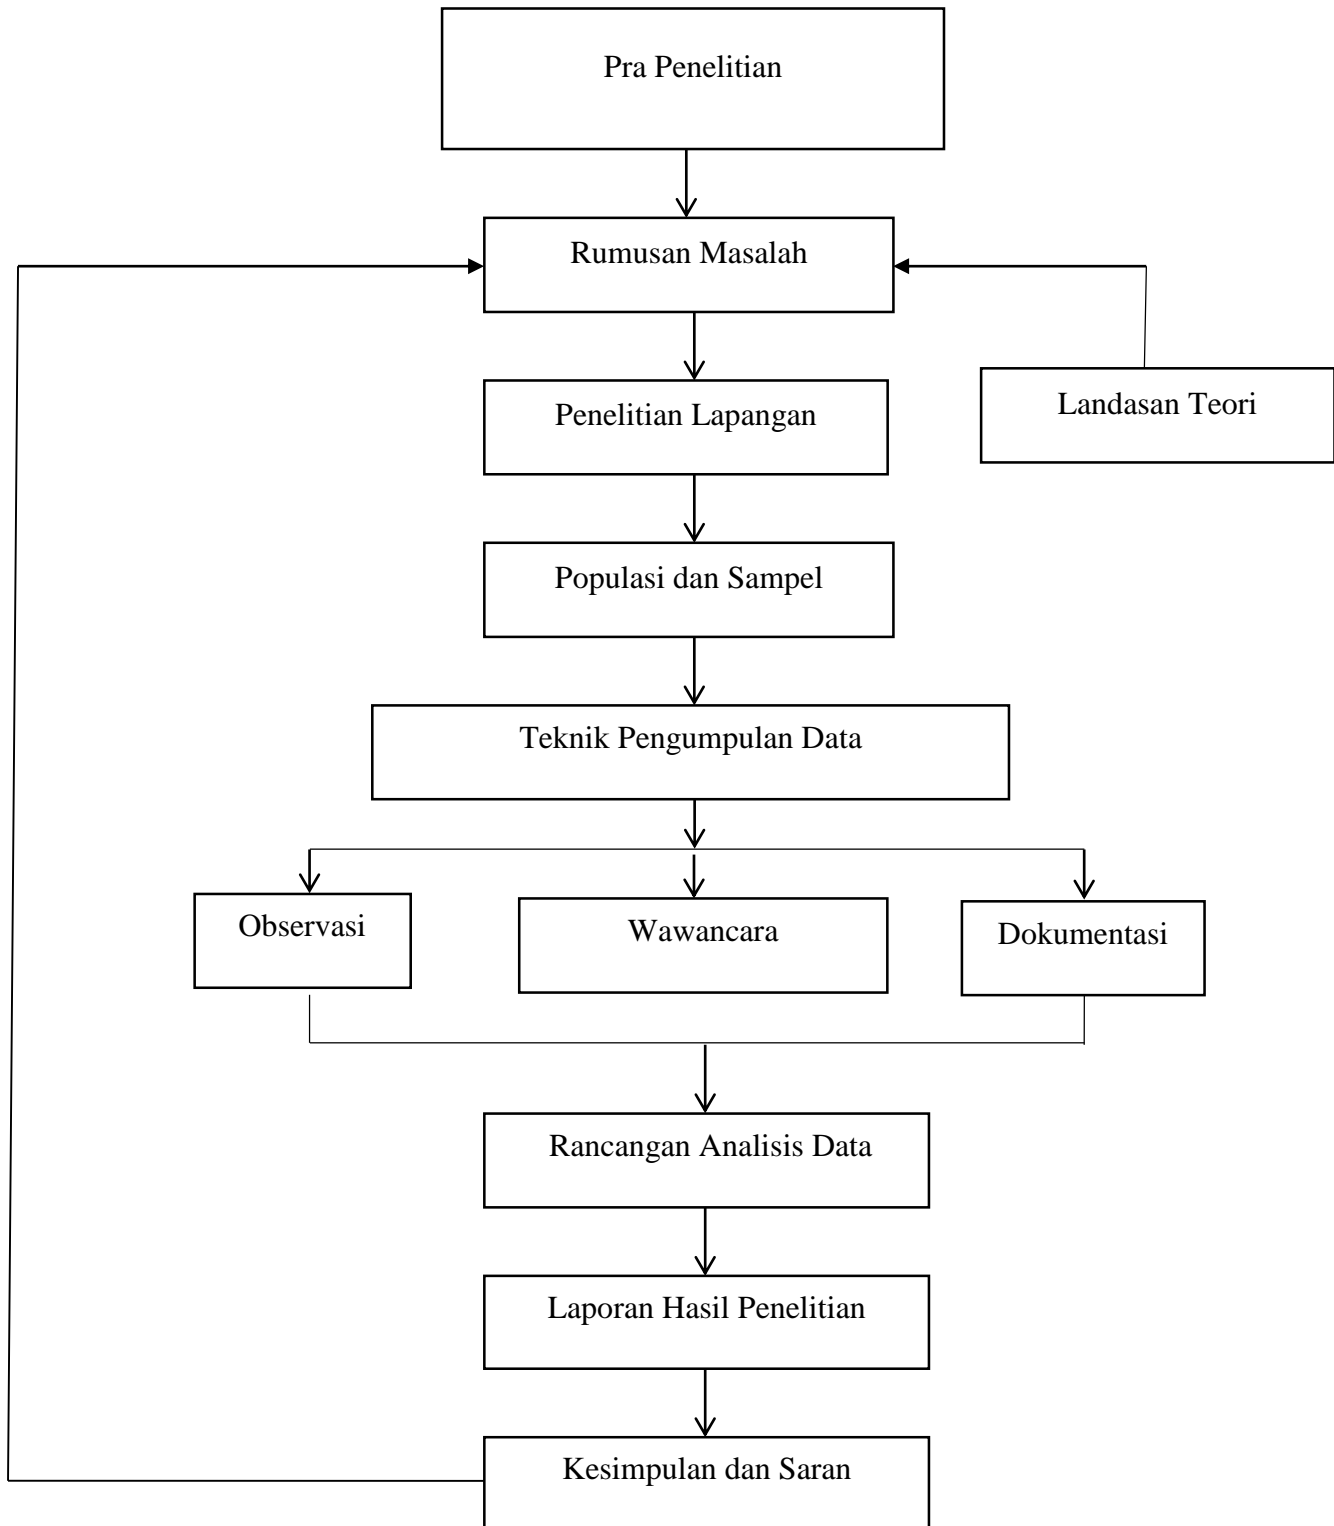 Pra Penelitian
Rumusan Masalah
Penelitian Lapangan
Landasan Teori
Populasi dan Sampel
Teknik Pengumpulan Data
Observasi
Wawancara
Dokumentasi
Rancangan Analisis Data
Laporan Hasil Penelitian
Kesimpulan dan Saran